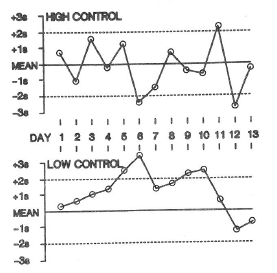 HIGH CONTROL
+3s
+2s
+1s
MEAN
-1s
-2s
-3s
DAY 1 2 3 4 5 6 7 8 9 10 11 12 13
LOW CONTROL
+3s
+2s
+1s
MEAN
-1s
-2s
-3s